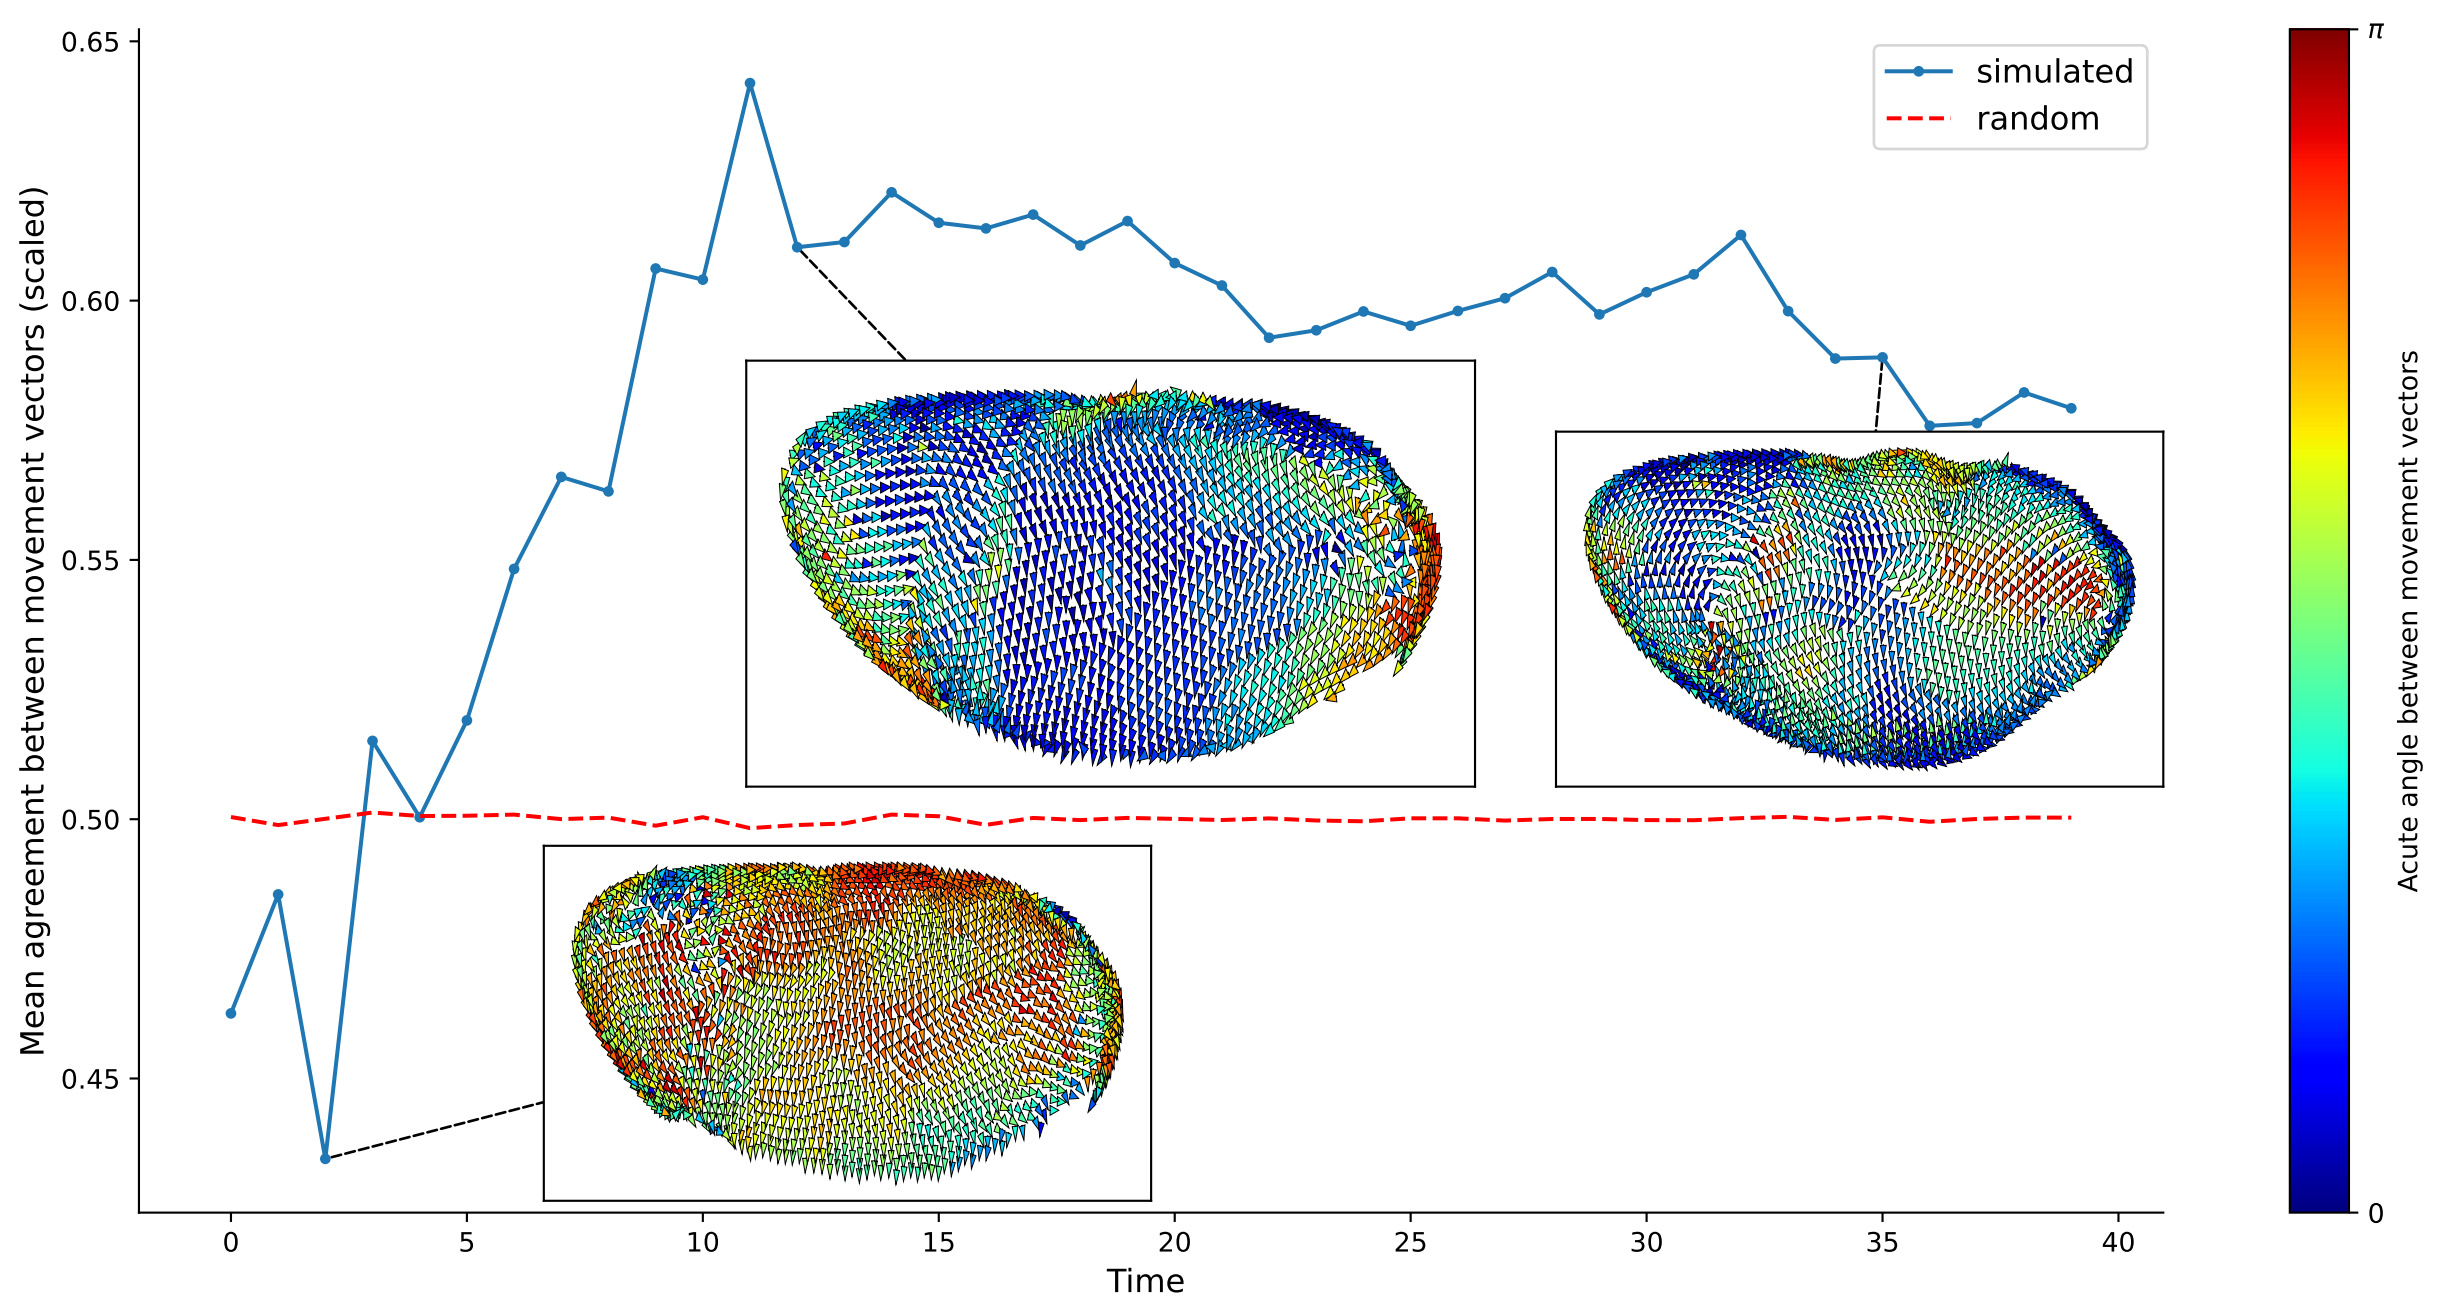 Mean agreement between movement vectors (scaled)
0.65
0.60
0.55
0.50
0.45
simulated
random
0
5
10
15
20
25
30
35
40
Time
π
0
Acute angle between movement vectors